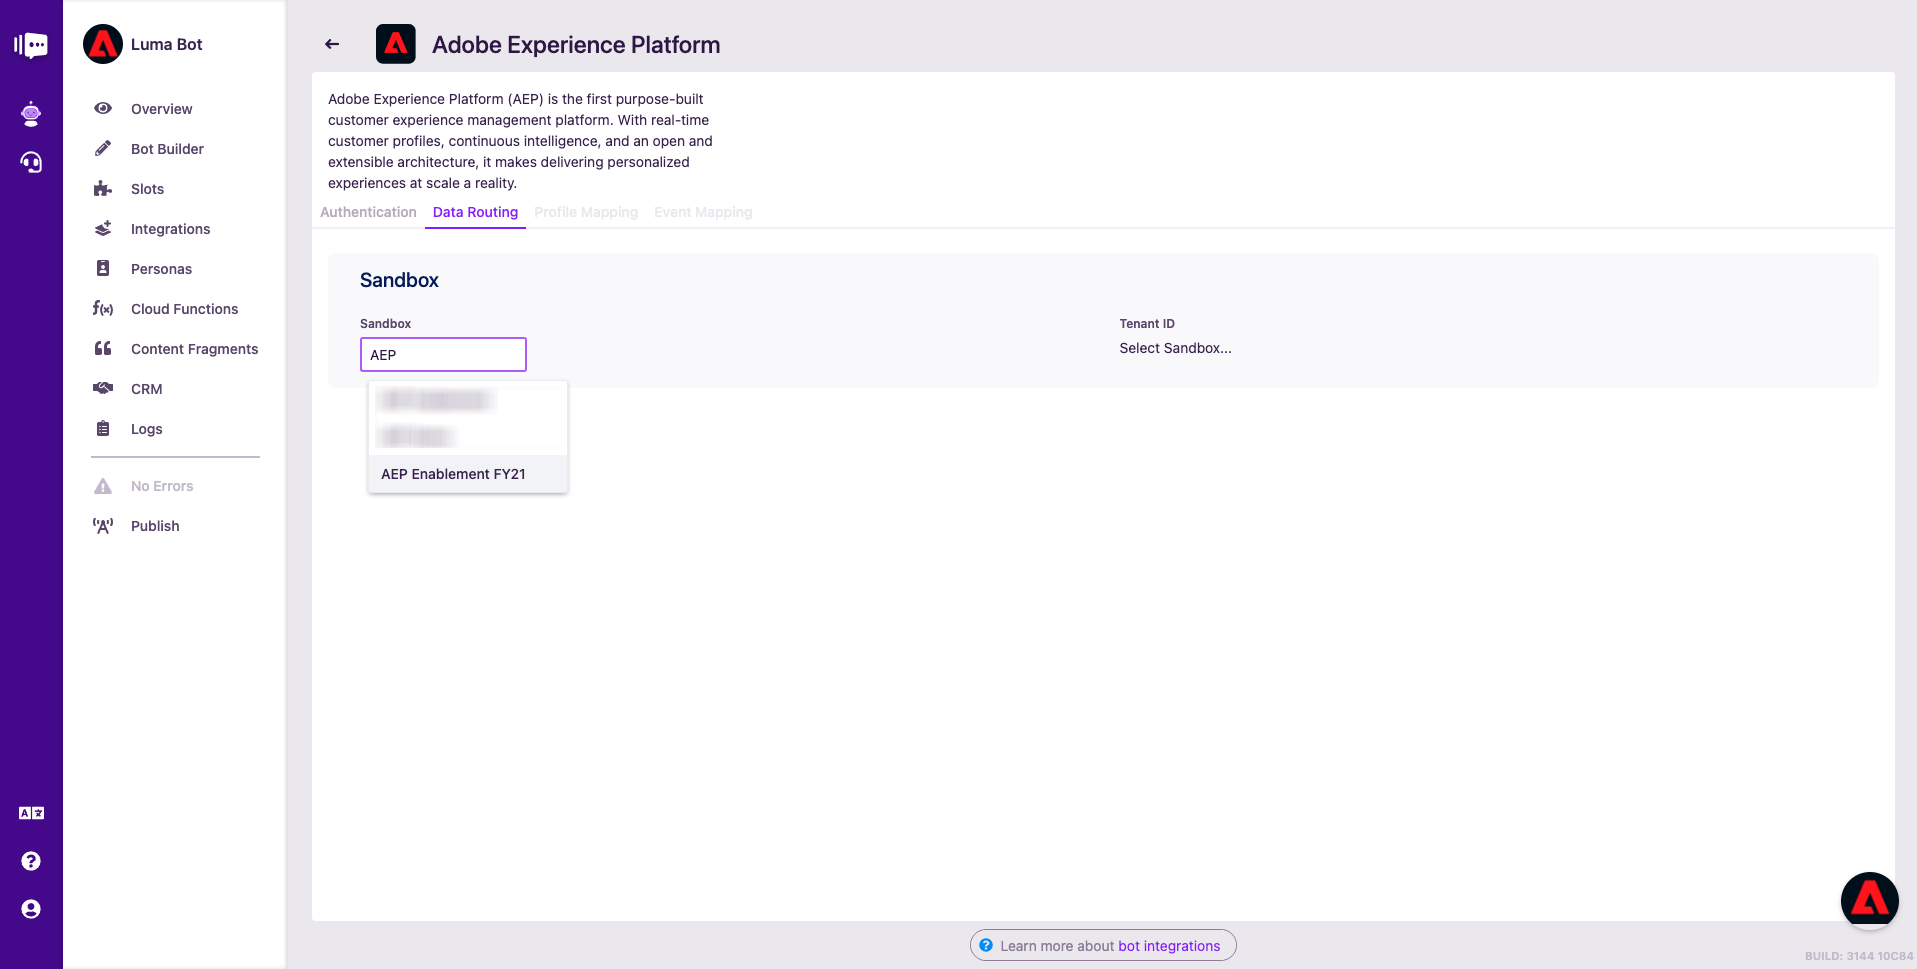 Luma Bot
Overview
Bot Builder
Slots
Integrations
Personas
Cloud Functions
Content Fragments
CRM
Logs
No Errors
Publish
Adobe Experience Platform
Adobe Experience Platform (AEP) is the first purpose-built
customer experience management platform. With real-time
customer profiles, continuous intelligence, and an open and
extensible architecture, it makes delivering personalized
experiences at scale a reality.
Authentication Data Routing Profile Mapping Event Mapping
Sandbox
Sandbox
AEP
AEP Enablement FY21
Tenant ID
Select Sandbox...
Learn more about bot integrations
BUILD: 3144 10C84